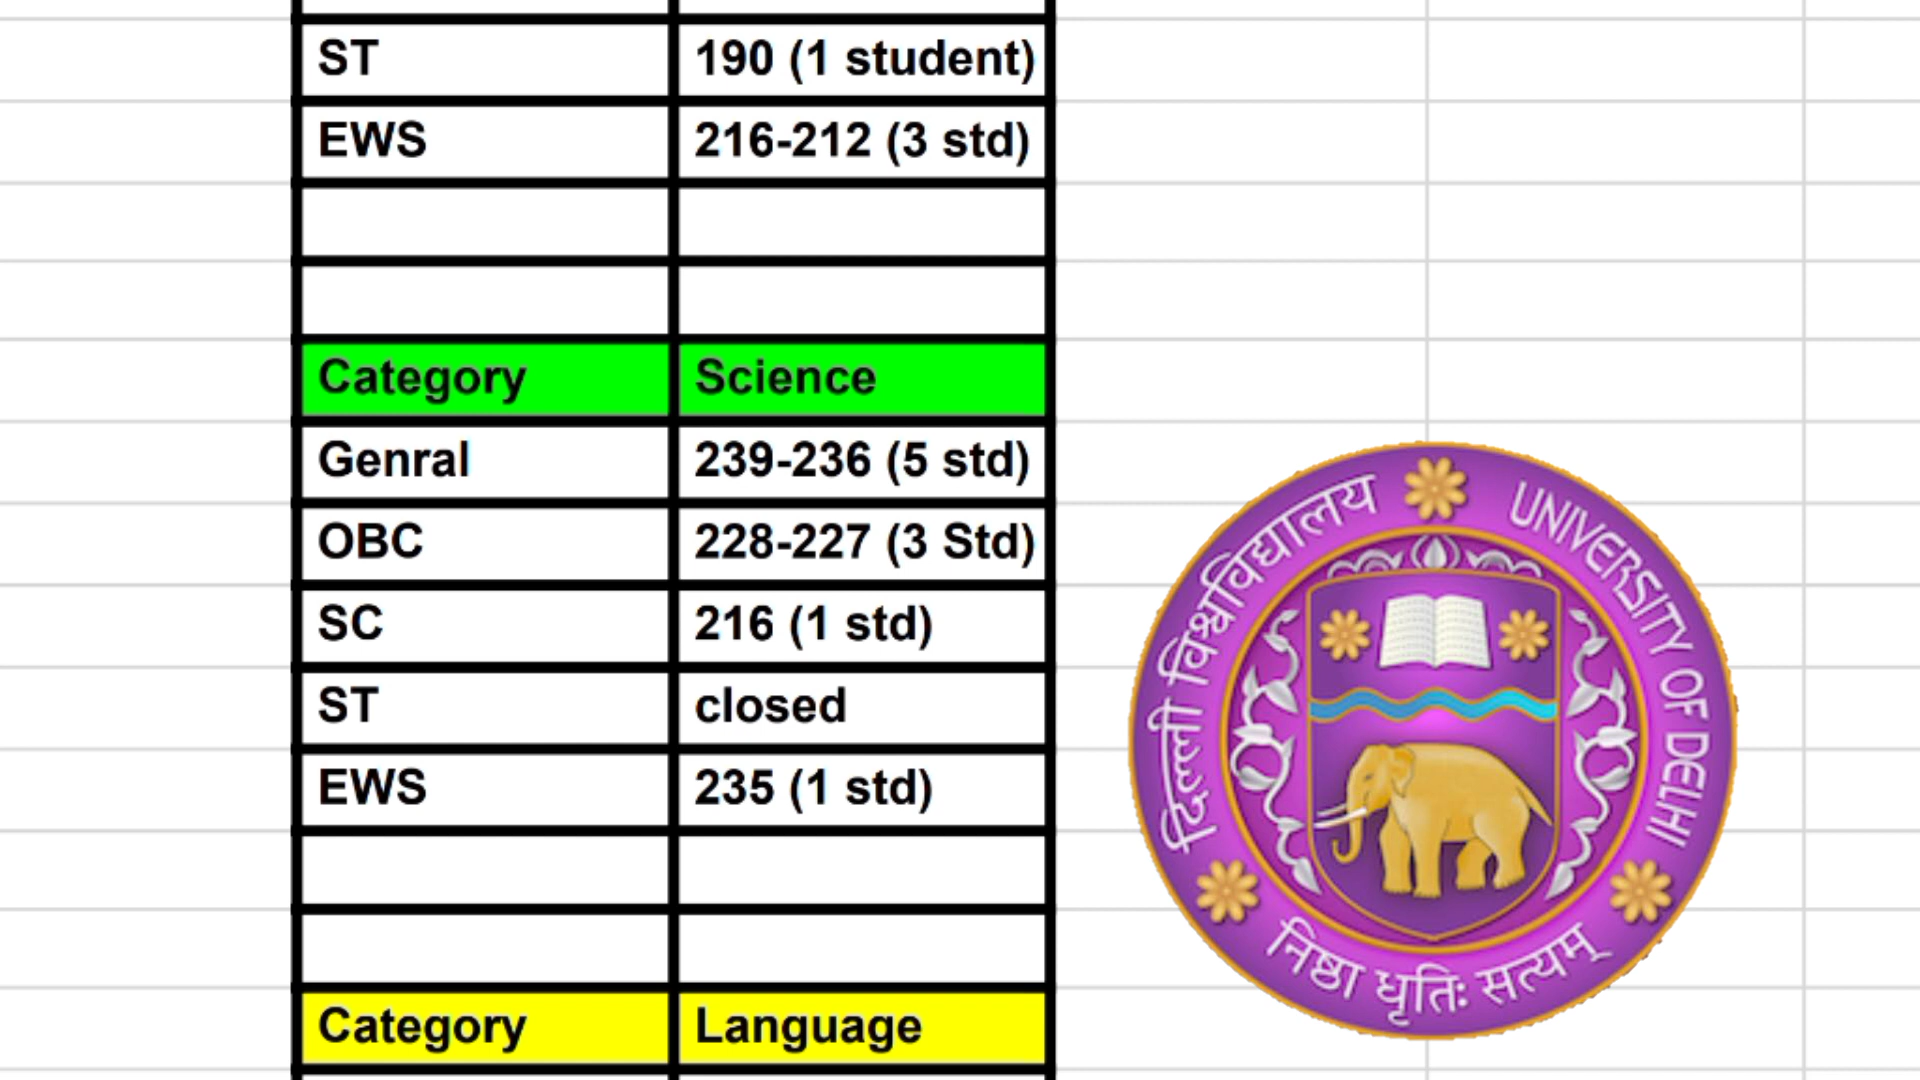 ST 190 (1 student)
EWS 216-212 (3 std)
Category Science
Genral 239-236 (5 std)
OBC 228-227 (3 Std)
SC 216 (1 std)
ST closed
EWS 235 (1 std)
Category Language
दिल्ली विश्वविद्यालय
UNIVERSITY OF DELHI
निष्ठा धृतिः सत्यम्